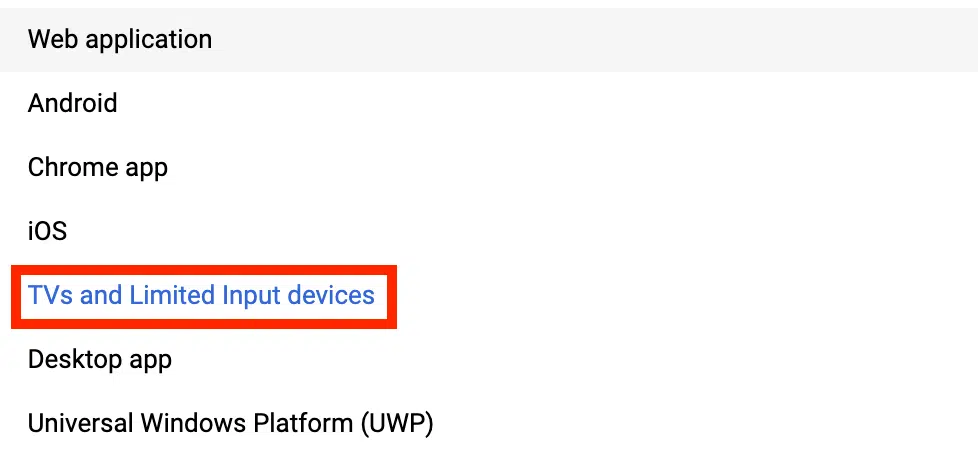 Web application
Android
Chrome app
iOS
TVs and Limited Input devices
Desktop app
Universal Windows Platform (UWP)